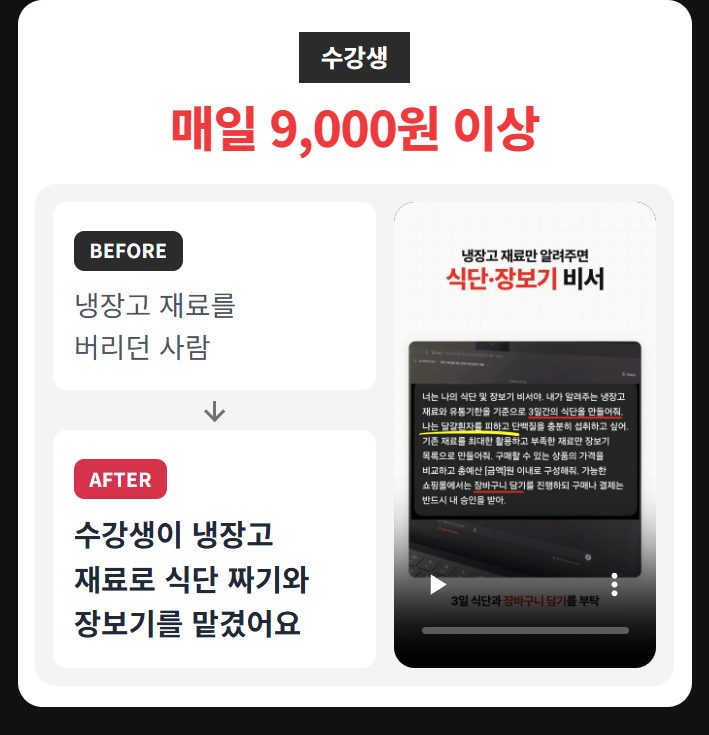 수강생
매일 9,000원 이상
BEFORE
냉장고 재료를
버리던 사람
AFTER
수강생이 냉장고
재료로 식단 짜기와
장보기를 맡겼어요
냉장고 재료만 알려주면
식단·장보기 비서
너는 나의 식단 및 장보기 비서야. 내가 알려주는 냉장고
재료와 유통기한을 기준으로 3일간의 식단을 만들어줘.
나는 달걀흰자를 피하고 단백질을 충분히 섭취하고 싶어.
기존 재료를 최대한 활용하고 부족한 재료만 장보기
목록으로 만들어줘. 구매할 수 있는 상품의 가격을
비교하고 총예산 [금액]원 이내로 구성해줘. 가능한
쇼핑몰에서는 장바구니 담기를 진행하되 구매나 결제는
반드시 내 승인을 받아.
3일 식단과 장바구니 담기를 부탁